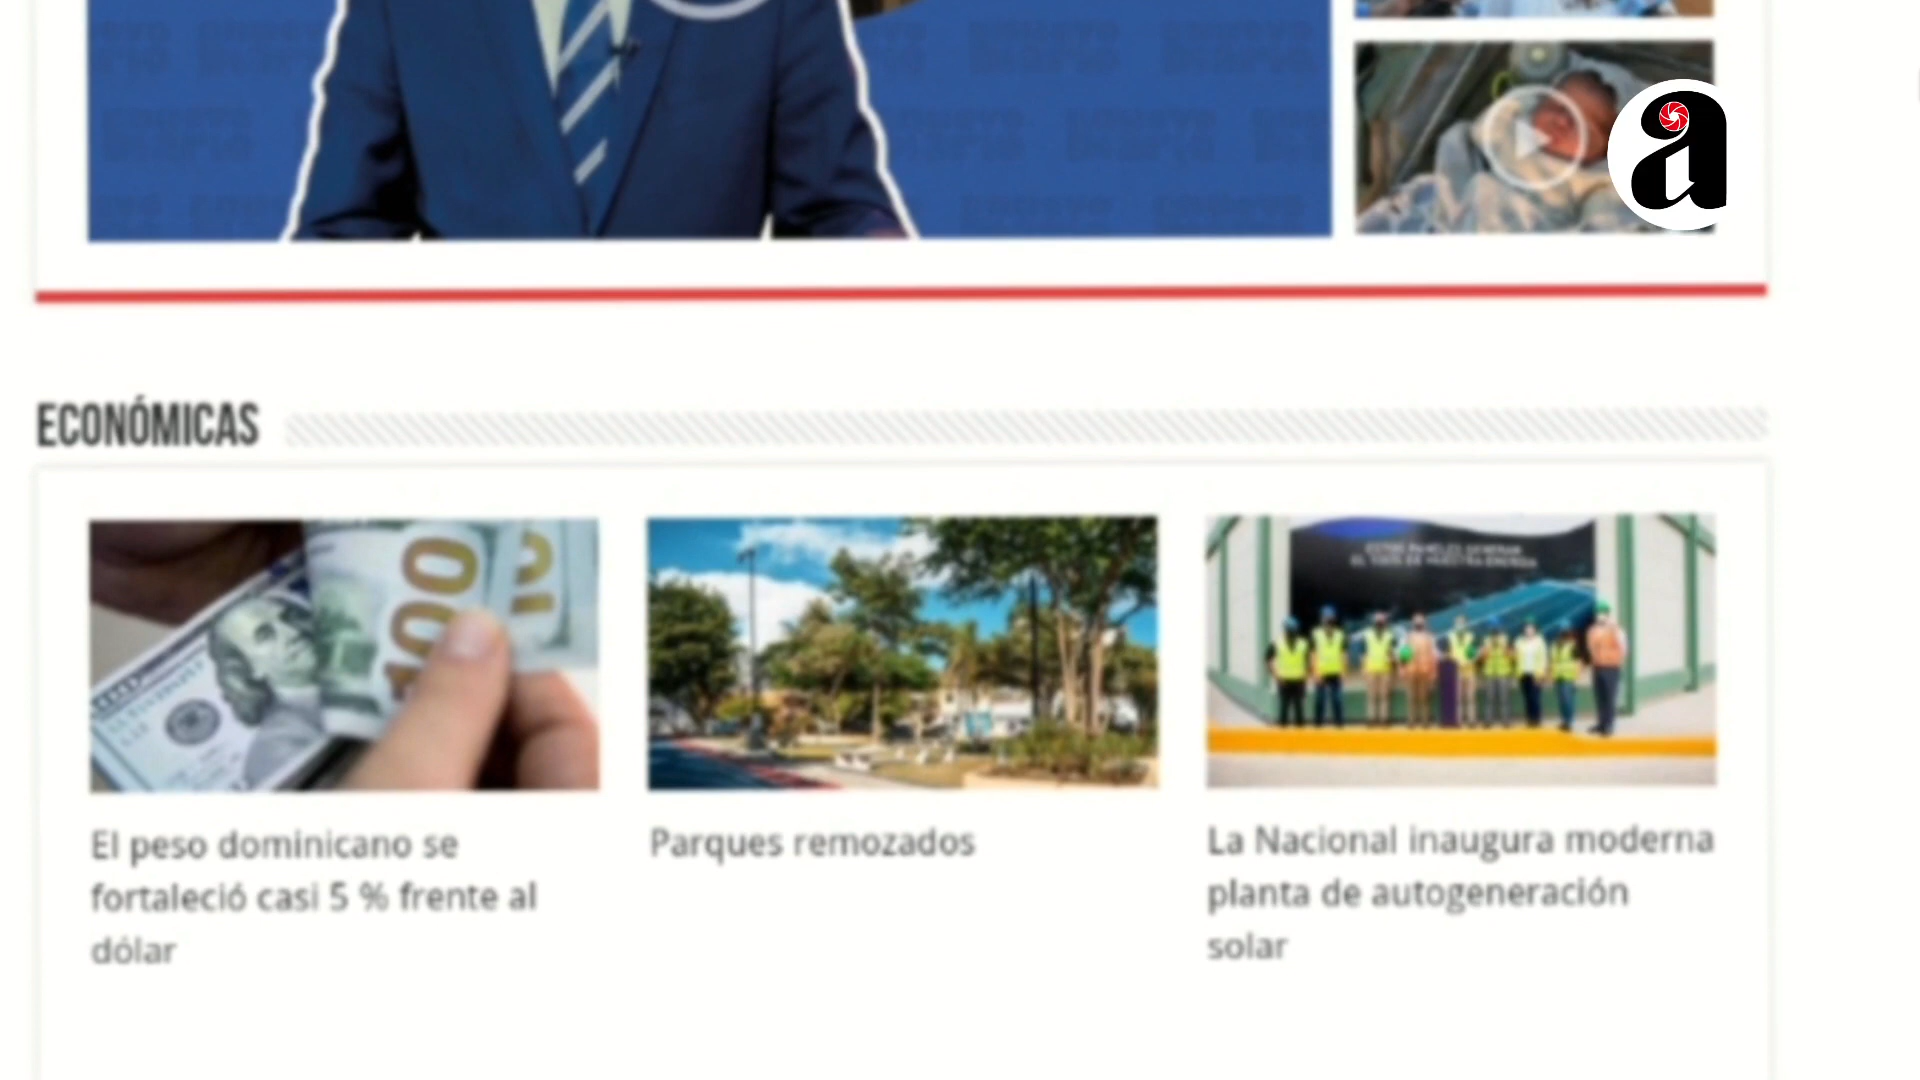 a
ECONÓMICAS
100
El peso dominicano se
fortaleció casi 5 % frente al
dólar
Parques remozados
La Nacional inaugura moderna
planta de autogeneración
solar